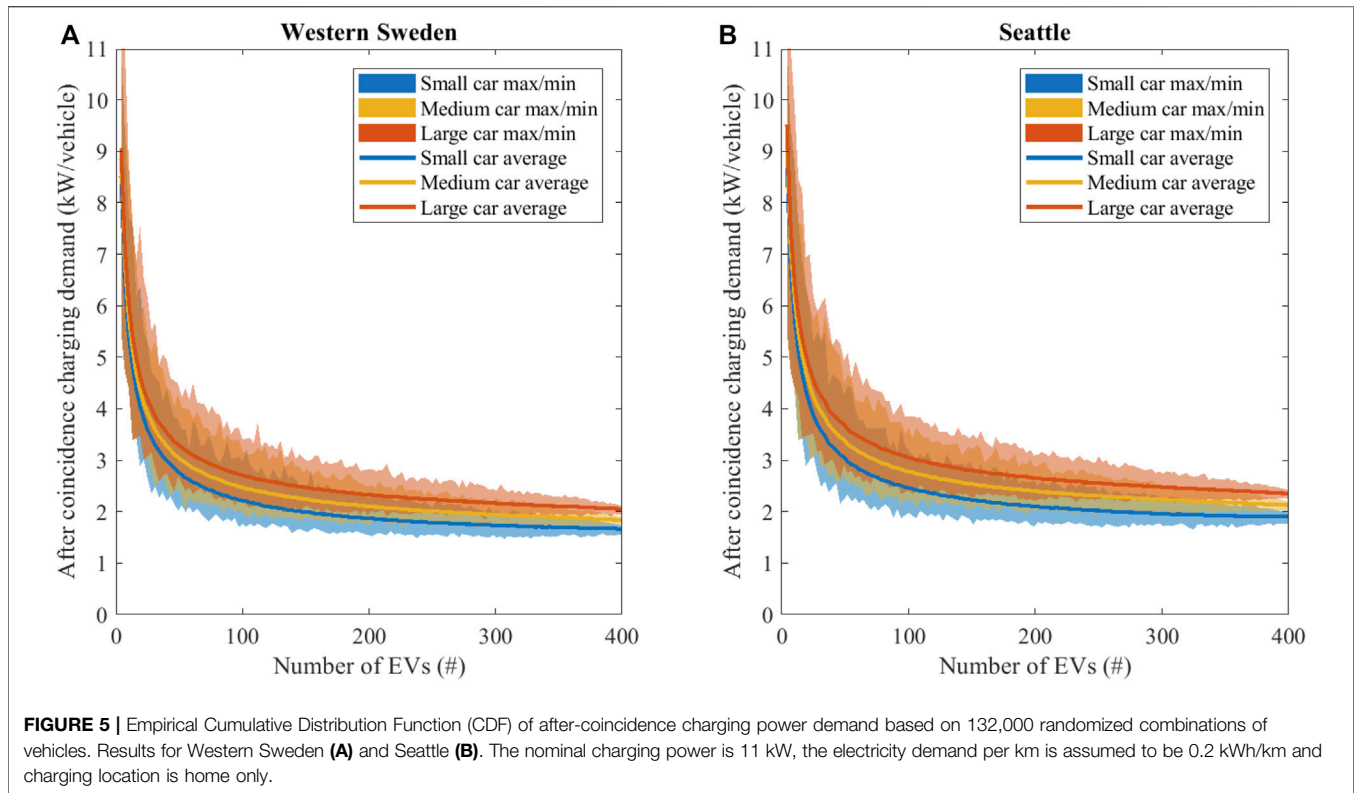 A
Western Sweden
After coincidence charging demand (kW/vehicle)
11
10
9
8
7
6
5
4
3
2
1
0
Small car max/min
Medium car max/min
Large car max/min
Small car average
Medium car average
Large car average
0 100 200 300 400
Number of EVs (#)
B
Seattle
After coincidence charging demand (kW/vehicle)
11
10
9
8
7
6
5
4
3
2
1
0
Small car max/min
Medium car max/min
Large car max/min
Small car average
Medium car average
Large car average
0 100 200 300 400
Number of EVs (#)
FIGURE 5 | Empirical Cumulative Distribution Function (CDF) of after-coincidence charging power demand based on 132,000 randomized combinations of
vehicles. Results for Western Sweden (A) and Seattle (B). The nominal charging power is 11 kW, the electricity demand per km is assumed to be 0.2 kWh/km and
charging location is home only.